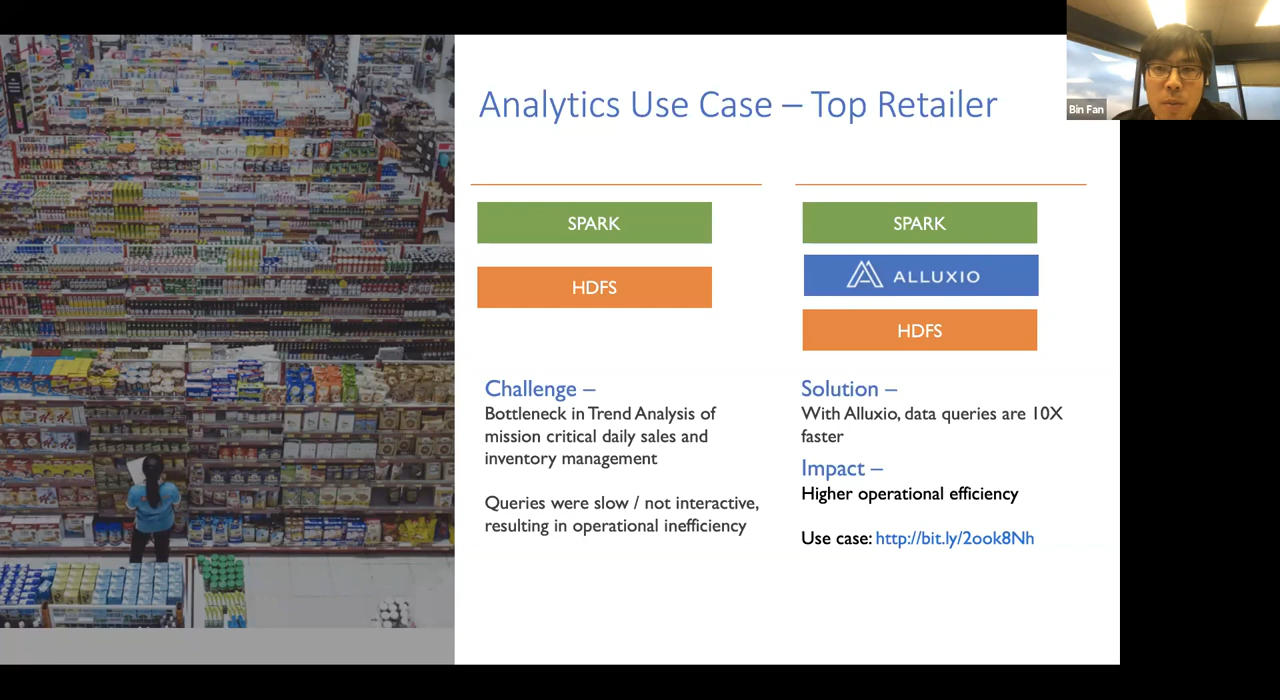 Analytics Use Case – Top Retailer
Bin Fan
SPARK
HDFS
SPARK
ALLUXIO
HDFS
Challenge –
Bottleneck in Trend Analysis of
mission critical daily sales and
inventory management
Queries were slow / not interactive,
resulting in operational inefficiency
Solution –
With Alluxio, data queries are 10X
faster
Impact –
Higher operational efficiency
Use case: http://bit.ly/2ook8Nh